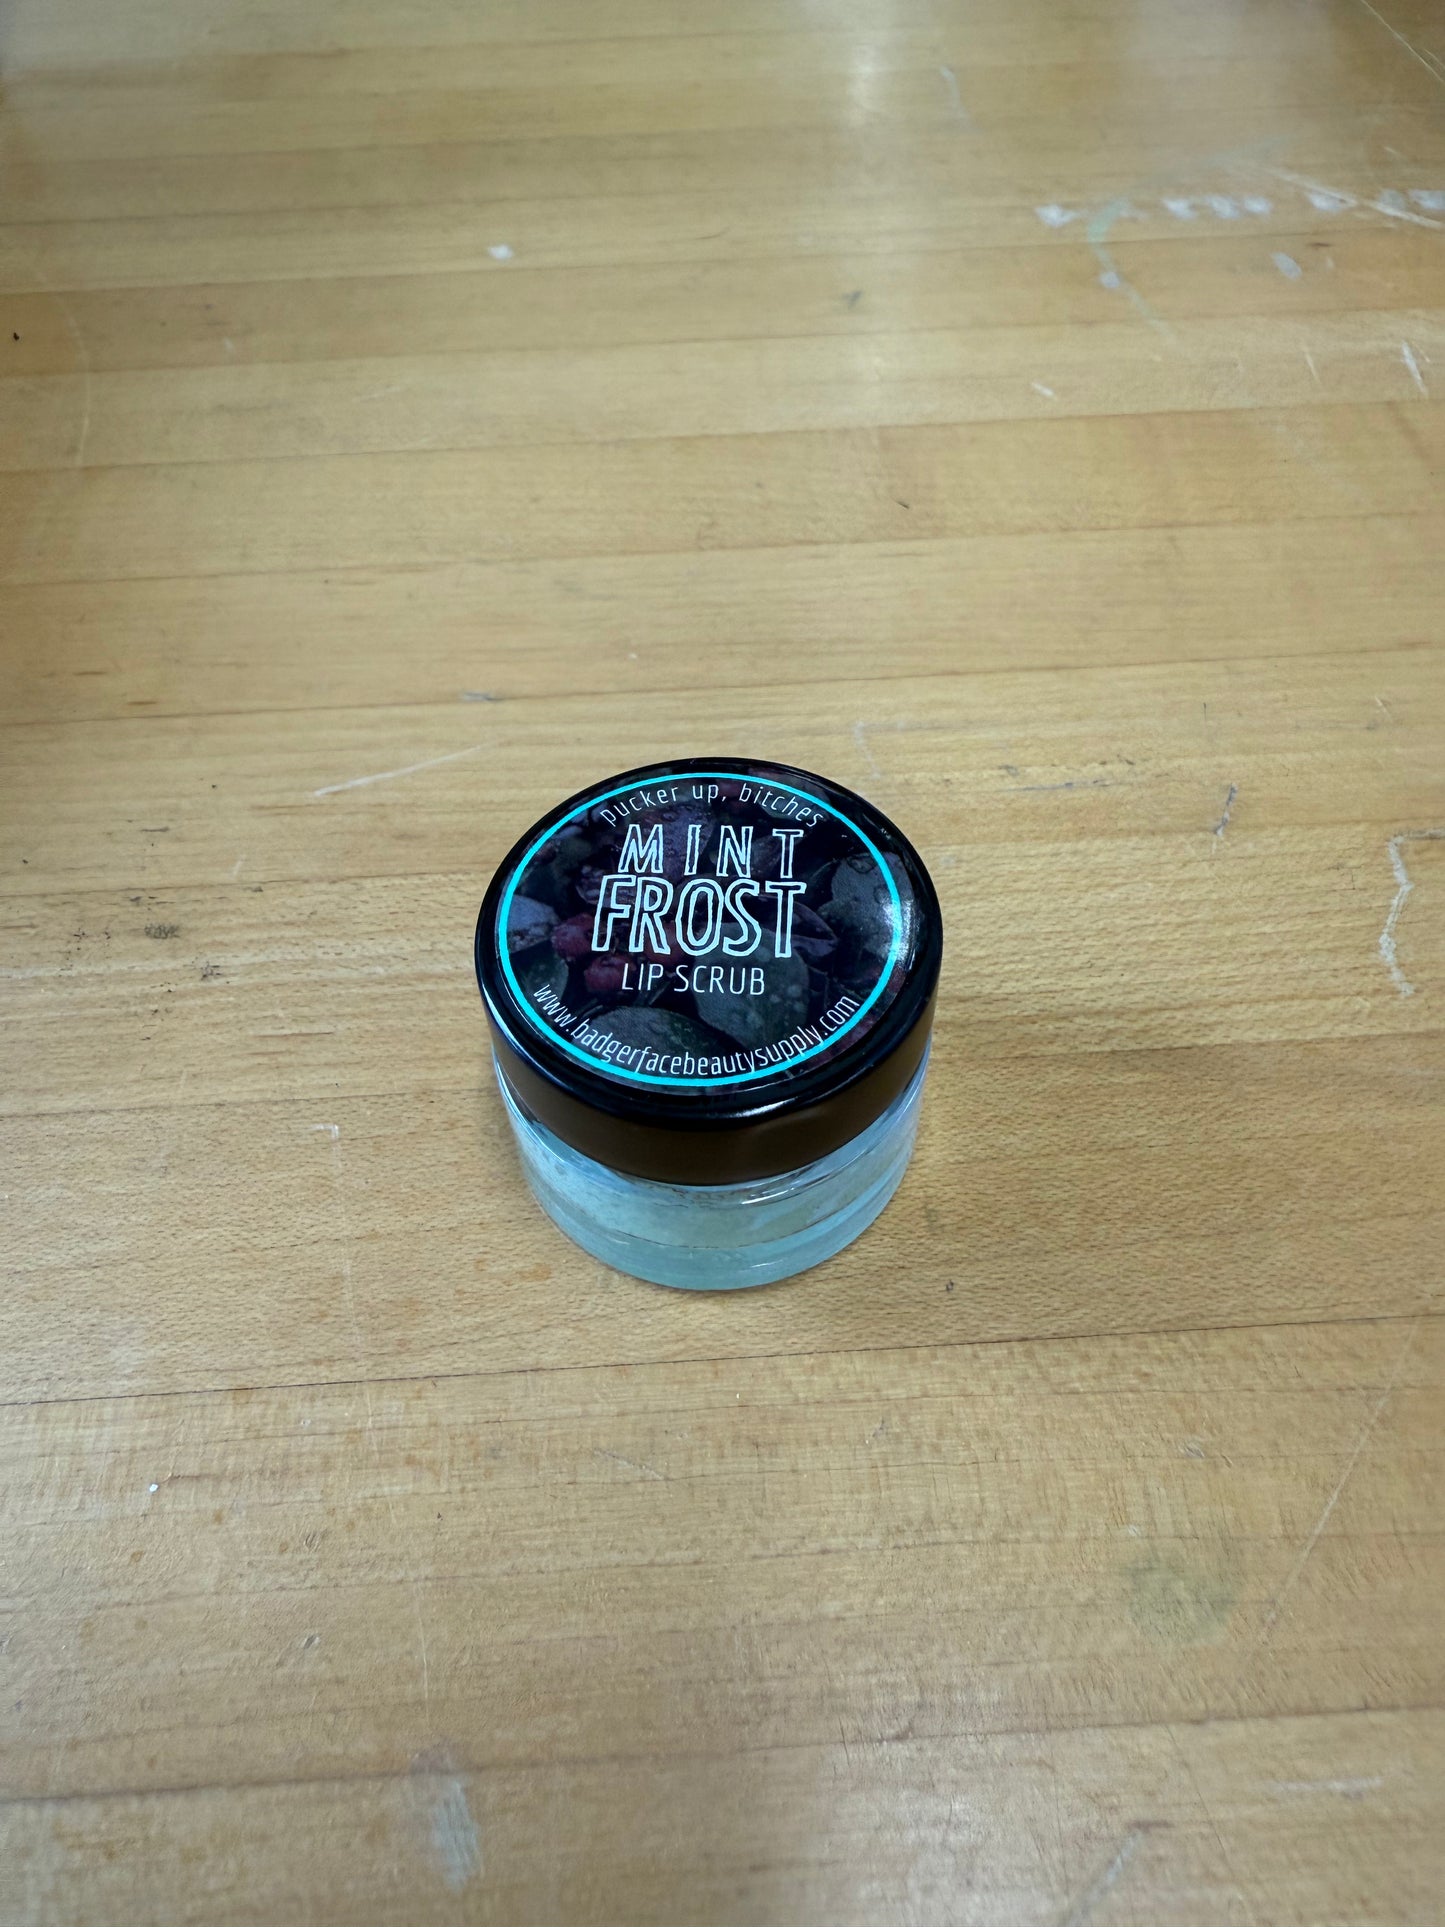 pucker up, bitches
MINT
FROST
LIP SCRUB
www.badgerfacebeautysupply.com